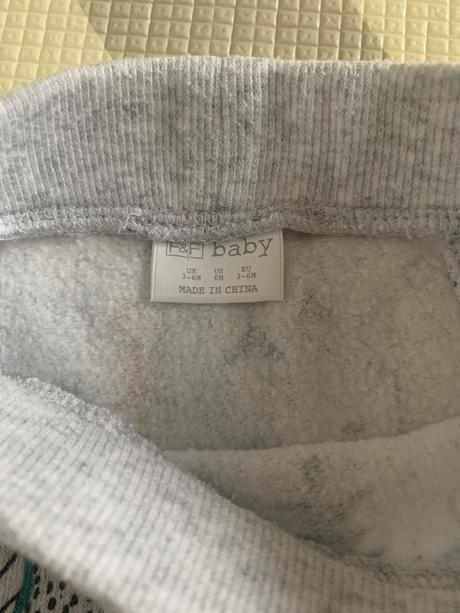 F&F baby
UK US EU
3-6M 6M 3-6M
MADE IN CHINA